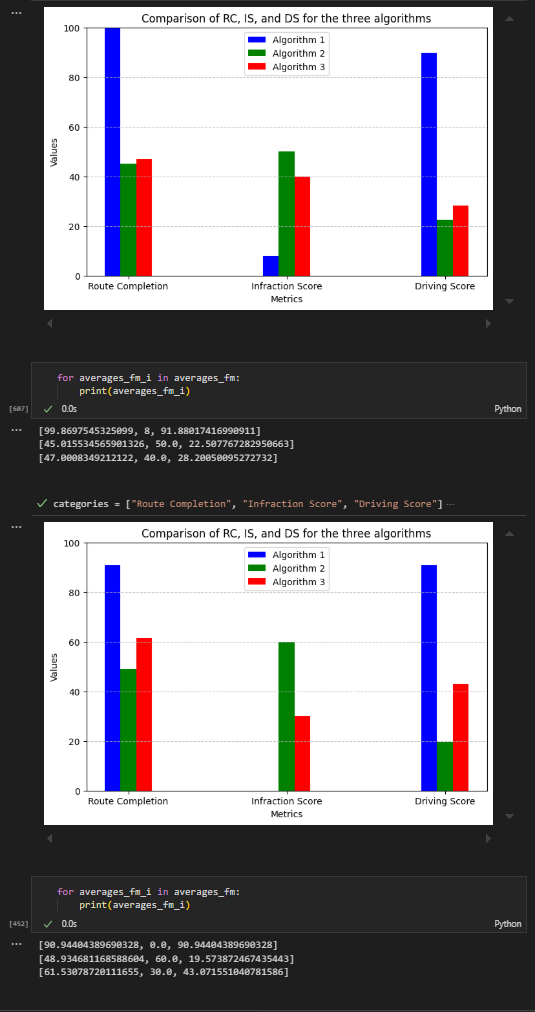 ...
Comparison of RC, IS, and DS for the three algorithms
100
80
60
40
20
0
Values
Algorithm 1
Algorithm 2
Algorithm 3
Route Completion
Infraction Score
Driving Score
Metrics
for averages_fm_i in averages_fm:
print(averages_fm_i)
[607]
✓ 0.0s
Python
...
[99.8697545325099, 8, 91.88017416990911]
[45.015534565901326, 50.0, 22.507767282950663]
[47.0008349212122, 40.0, 28.20050095272732]
✓ categories = ["Route Completion", "Infraction Score", "Driving Score"] ...
...
Comparison of RC, IS, and DS for the three algorithms
100
80
60
40
20
0
Values
Algorithm 1
Algorithm 2
Algorithm 3
Route Completion
Infraction Score
Driving Score
Metrics
for averages_fm_i in averages_fm:
print(averages_fm_i)
[452]
✓ 0.0s
Python
...
[90.94404389690328, 0.0, 90.94404389690328]
[48.934681168588604, 60.0, 19.573872467435443]
[61.53078720111655, 30.0, 43.071551040781586]